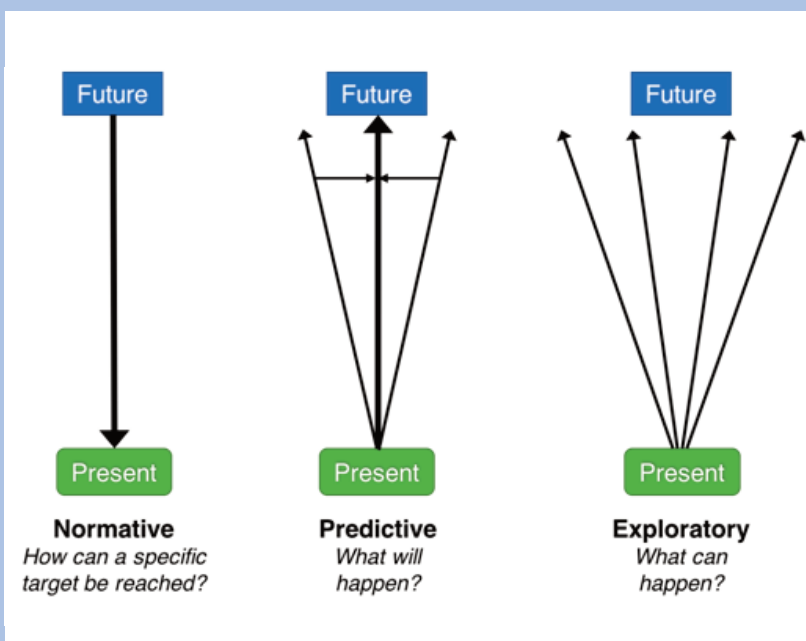 Future
Future
Future
Present
Present
Present
Normative
How can a specific
target be reached?
Predictive
What will
happen?
Exploratory
What can
happen?